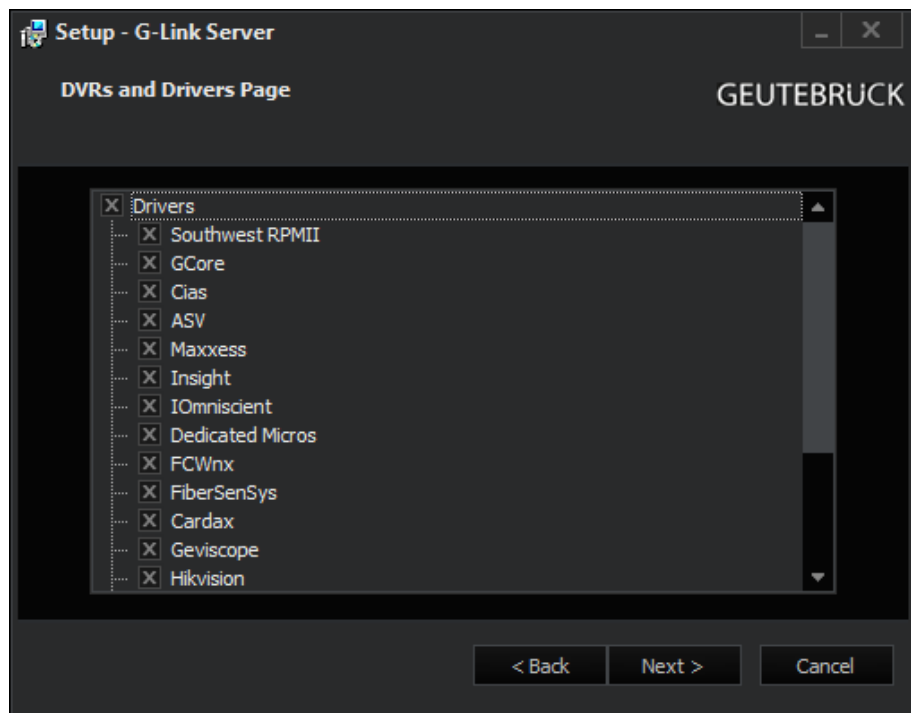 Setup - G-Link Server
DVRs and Drivers Page
GEUTEBRÜCK
Drivers
Southwest RPMII
GCore
Cias
ASV
Maxxess
Insight
IOmniscient
Dedicated Micros
FCWnx
FiberSenSys
Cardax
Geviscope
Hikvision
< Back
Next >
Cancel